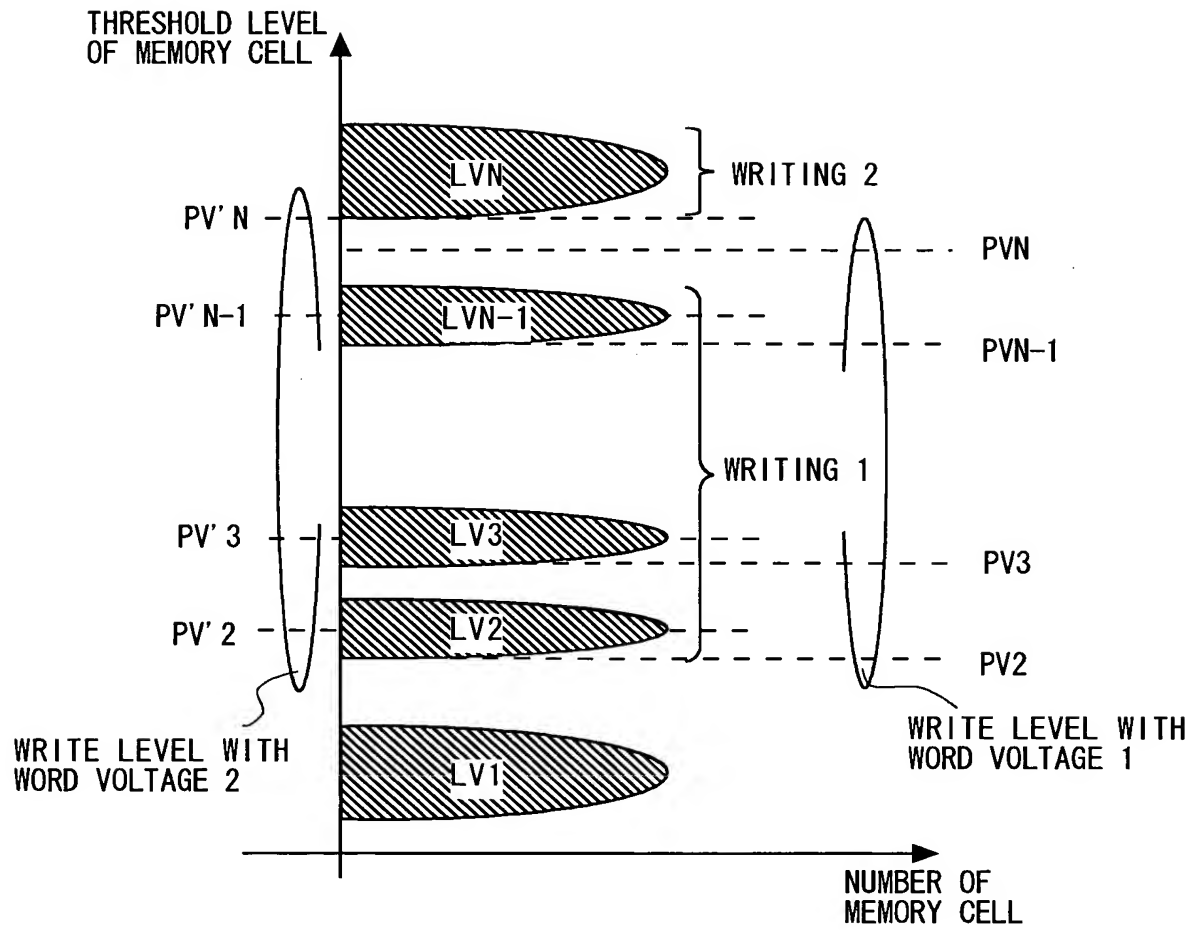 THRESHOLD LEVEL
OF MEMORY CELL
LVN
WRITING 2
PV'N
PVN
PV'N-1
LVN-1
PVN-1
WRITING 1
PV'3
LV3
PV3
PV'2
LV2
PV2
WRITE LEVEL WITH
WORD VOLTAGE 2
LV1
WRITE LEVEL WITH
WORD VOLTAGE 1
NUMBER OF
MEMORY CELL